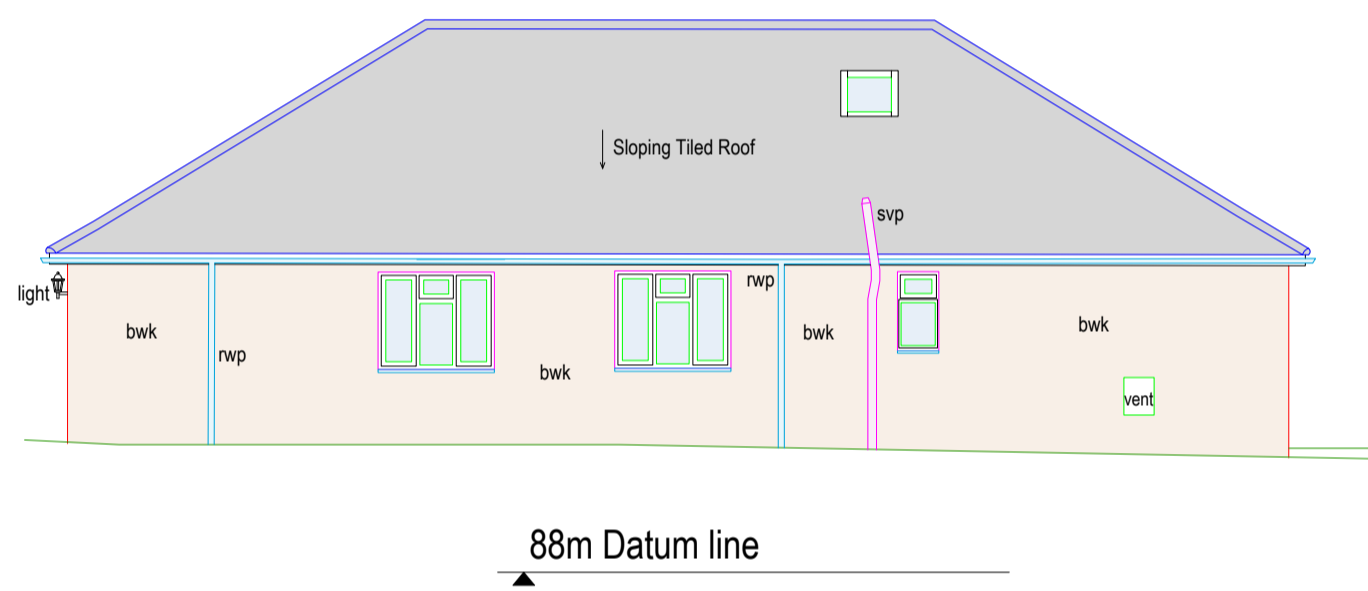 Sloping Tiled Roof
svp
light
rwp
bwk
rwp
bwk
bwk
bwk
vent
88m Datum line